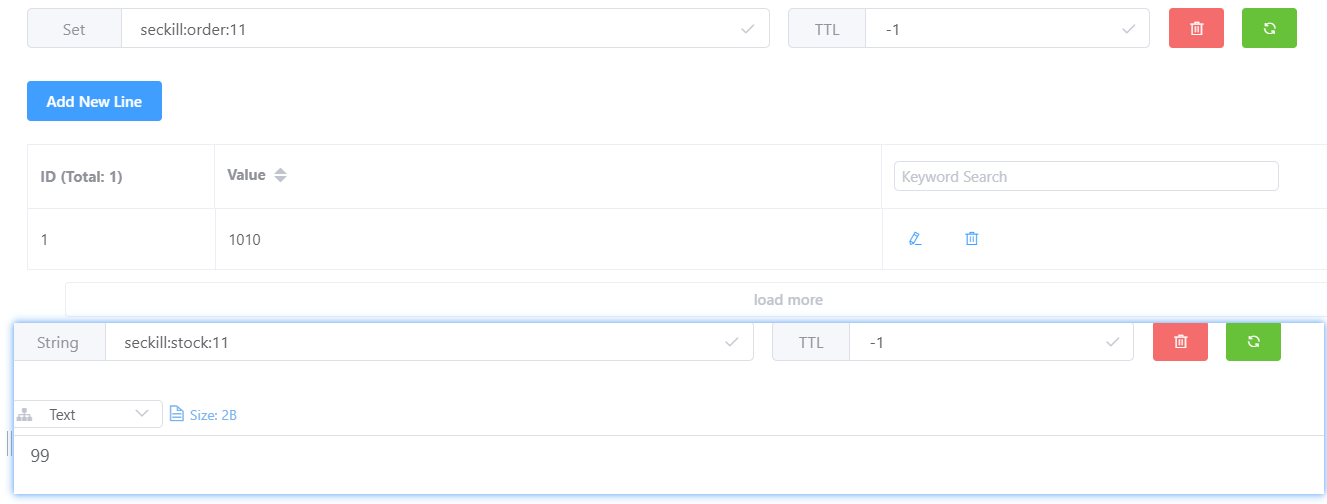 Set seckill:order:11 TTL -1
Add New Line
ID (Total: 1) Value Keyword Search
1 1010
load more
String seckill:stock:11 TTL -1
Text Size: 2B
99